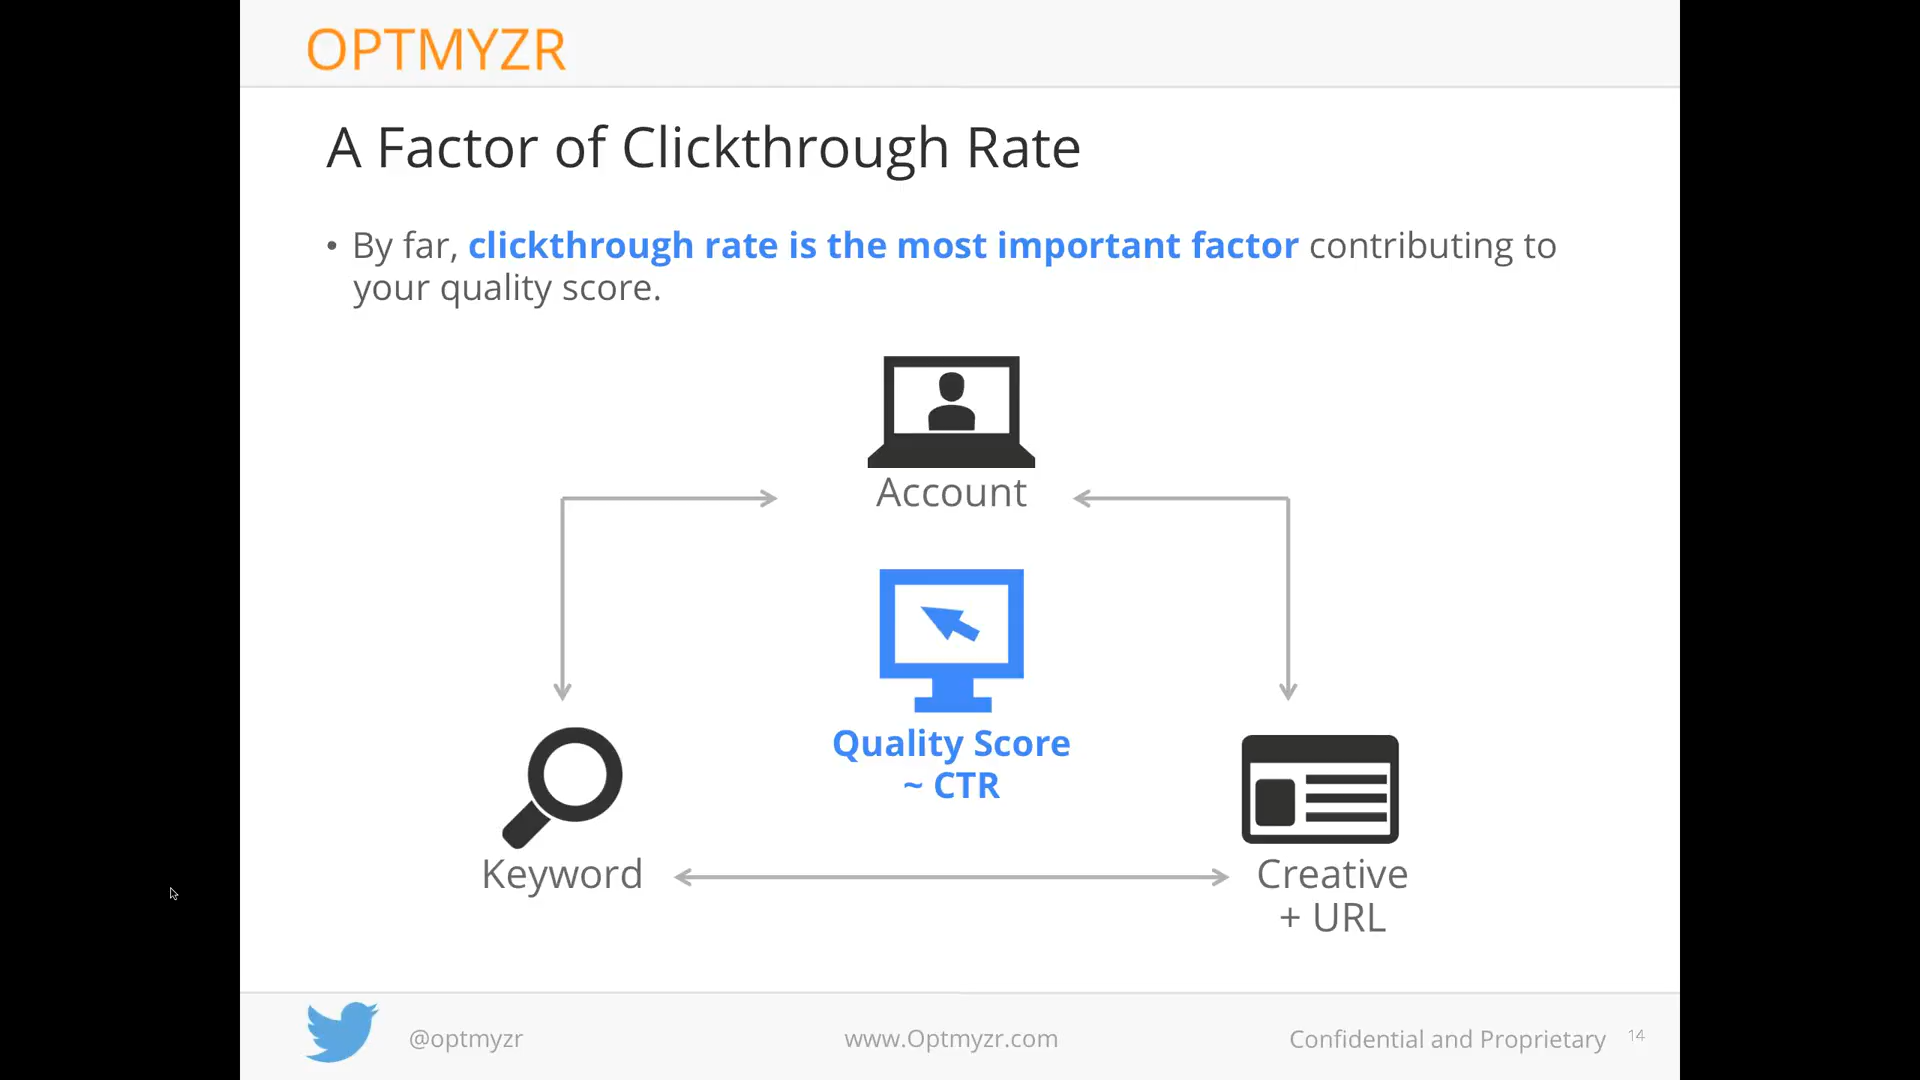 OPTMYZR
A Factor of Clickthrough Rate
• By far, clickthrough rate is the most important factor contributing to
your quality score.
Account
Quality Score
~ CTR
Keyword
Creative
+ URL
@optmyzr
www.Optmyzr.com
Confidential and Proprietary 14